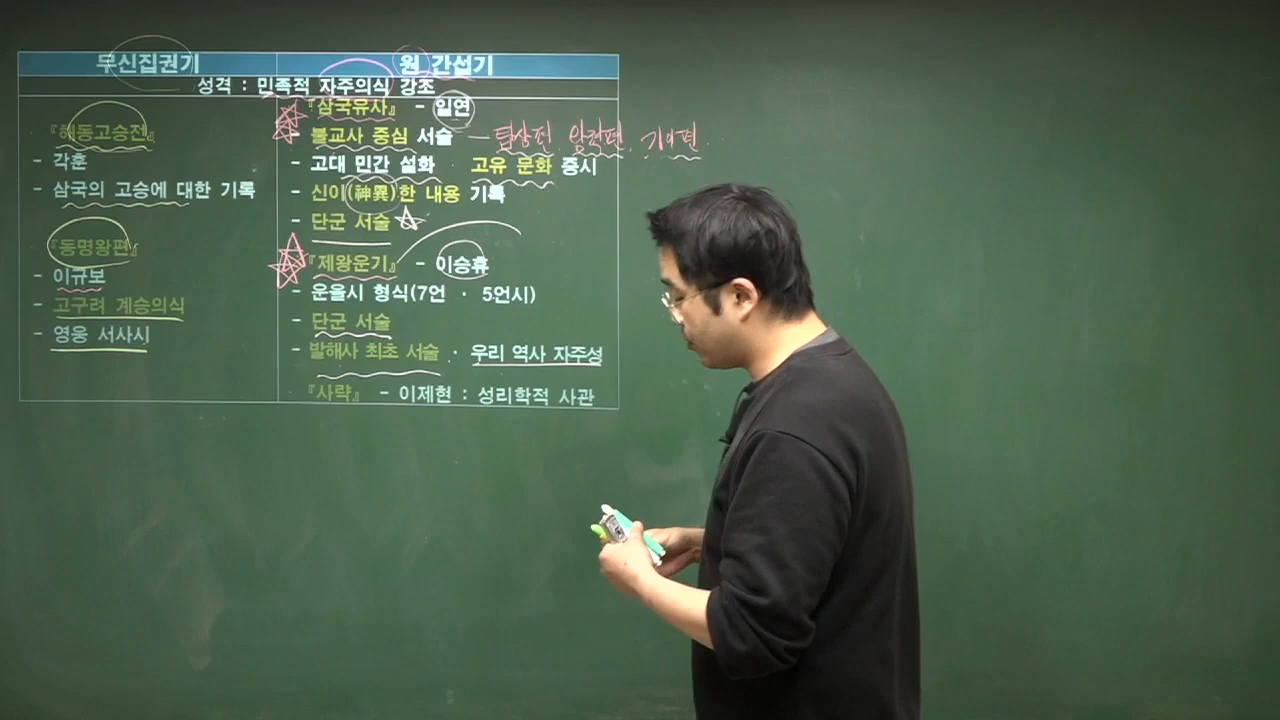 무신집권기
원 간섭기
성격 : 민족적 자주의식 강조
『해동고승전』
- 각훈
- 삼국의 고승에 대한 기록
『동명왕편』
- 이규보
- 고구려 계승의식
- 영웅 서사시
『삼국유사』 - 일연
- 불교사 중심 서술 - 탑상편 왕력편, 기이편
- 고대 민간 설화 · 고유 문화 중시
- 신이(神異)한 내용 기록
- 단군 서술
『제왕운기』 - 이승휴
- 운율시 형식(7언 · 5언시)
- 단군 서술
- 발해사 최초 서술 · 우리 역사 자주성
『사략』 - 이제현 : 성리학적 사관